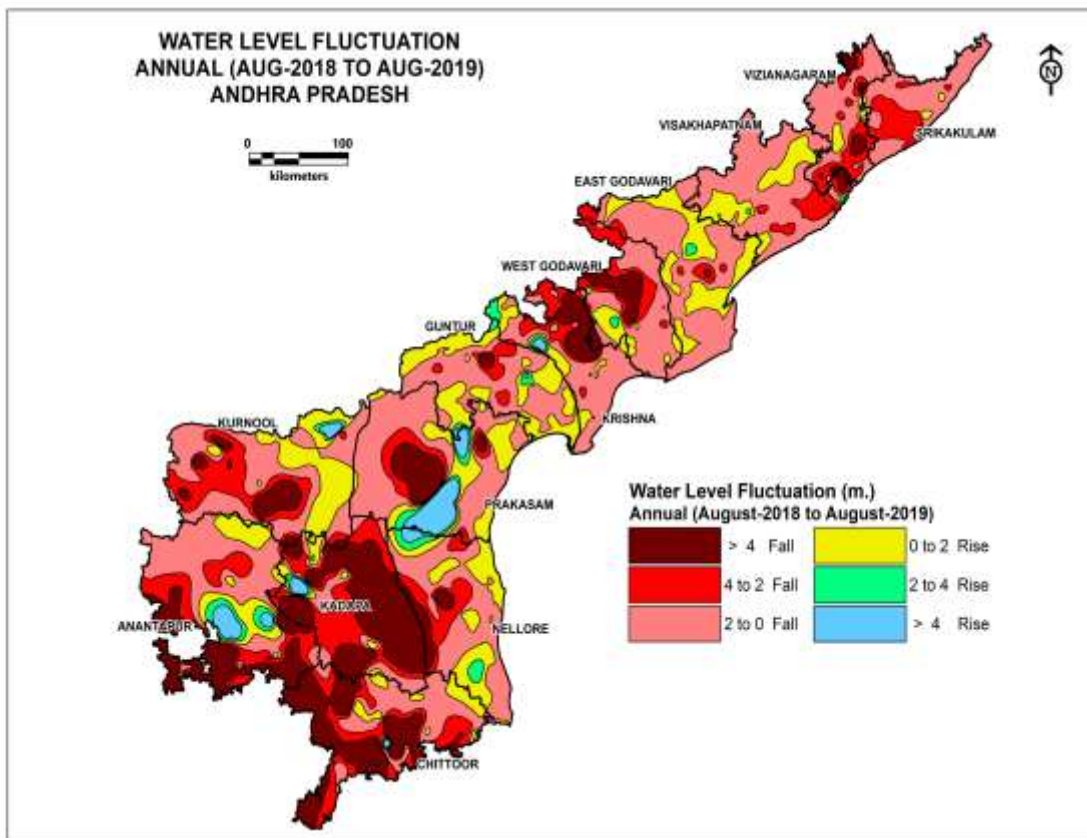 WATER LEVEL FLUCTUATION
ANNUAL (AUG-2018 TO AUG-2019)
ANDHRA PRADESH
N
0 100
kilometers
VIZIANAGARAM
VISAKHAPATNAM
SRIKAKULAM
EAST GODAVARI
WEST GODAVARI
GUNTUR
KRISHNA
KURNOOL
PRAKASAM
KADAPA
ANANTAPUR
NELLORE
CHITTOOR
Water Level Fluctuation (m.)
Annual (August-2018 to August-2019)
> 4 Fall 0 to 2 Rise
4 to 2 Fall 2 to 4 Rise
2 to 0 Fall > 4 Rise